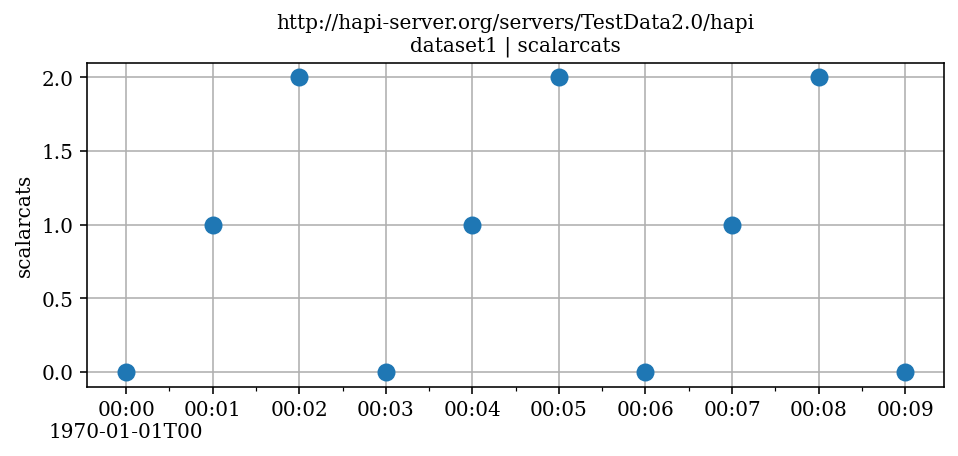 http://hapi-server.org/servers/TestData2.0/hapi
dataset1 | scalarcats
scalarcats
2.0
1.5
1.0
0.5
0.0
00:00 00:01 00:02 00:03 00:04 00:05 00:06 00:07 00:08 00:09
1970-01-01T00